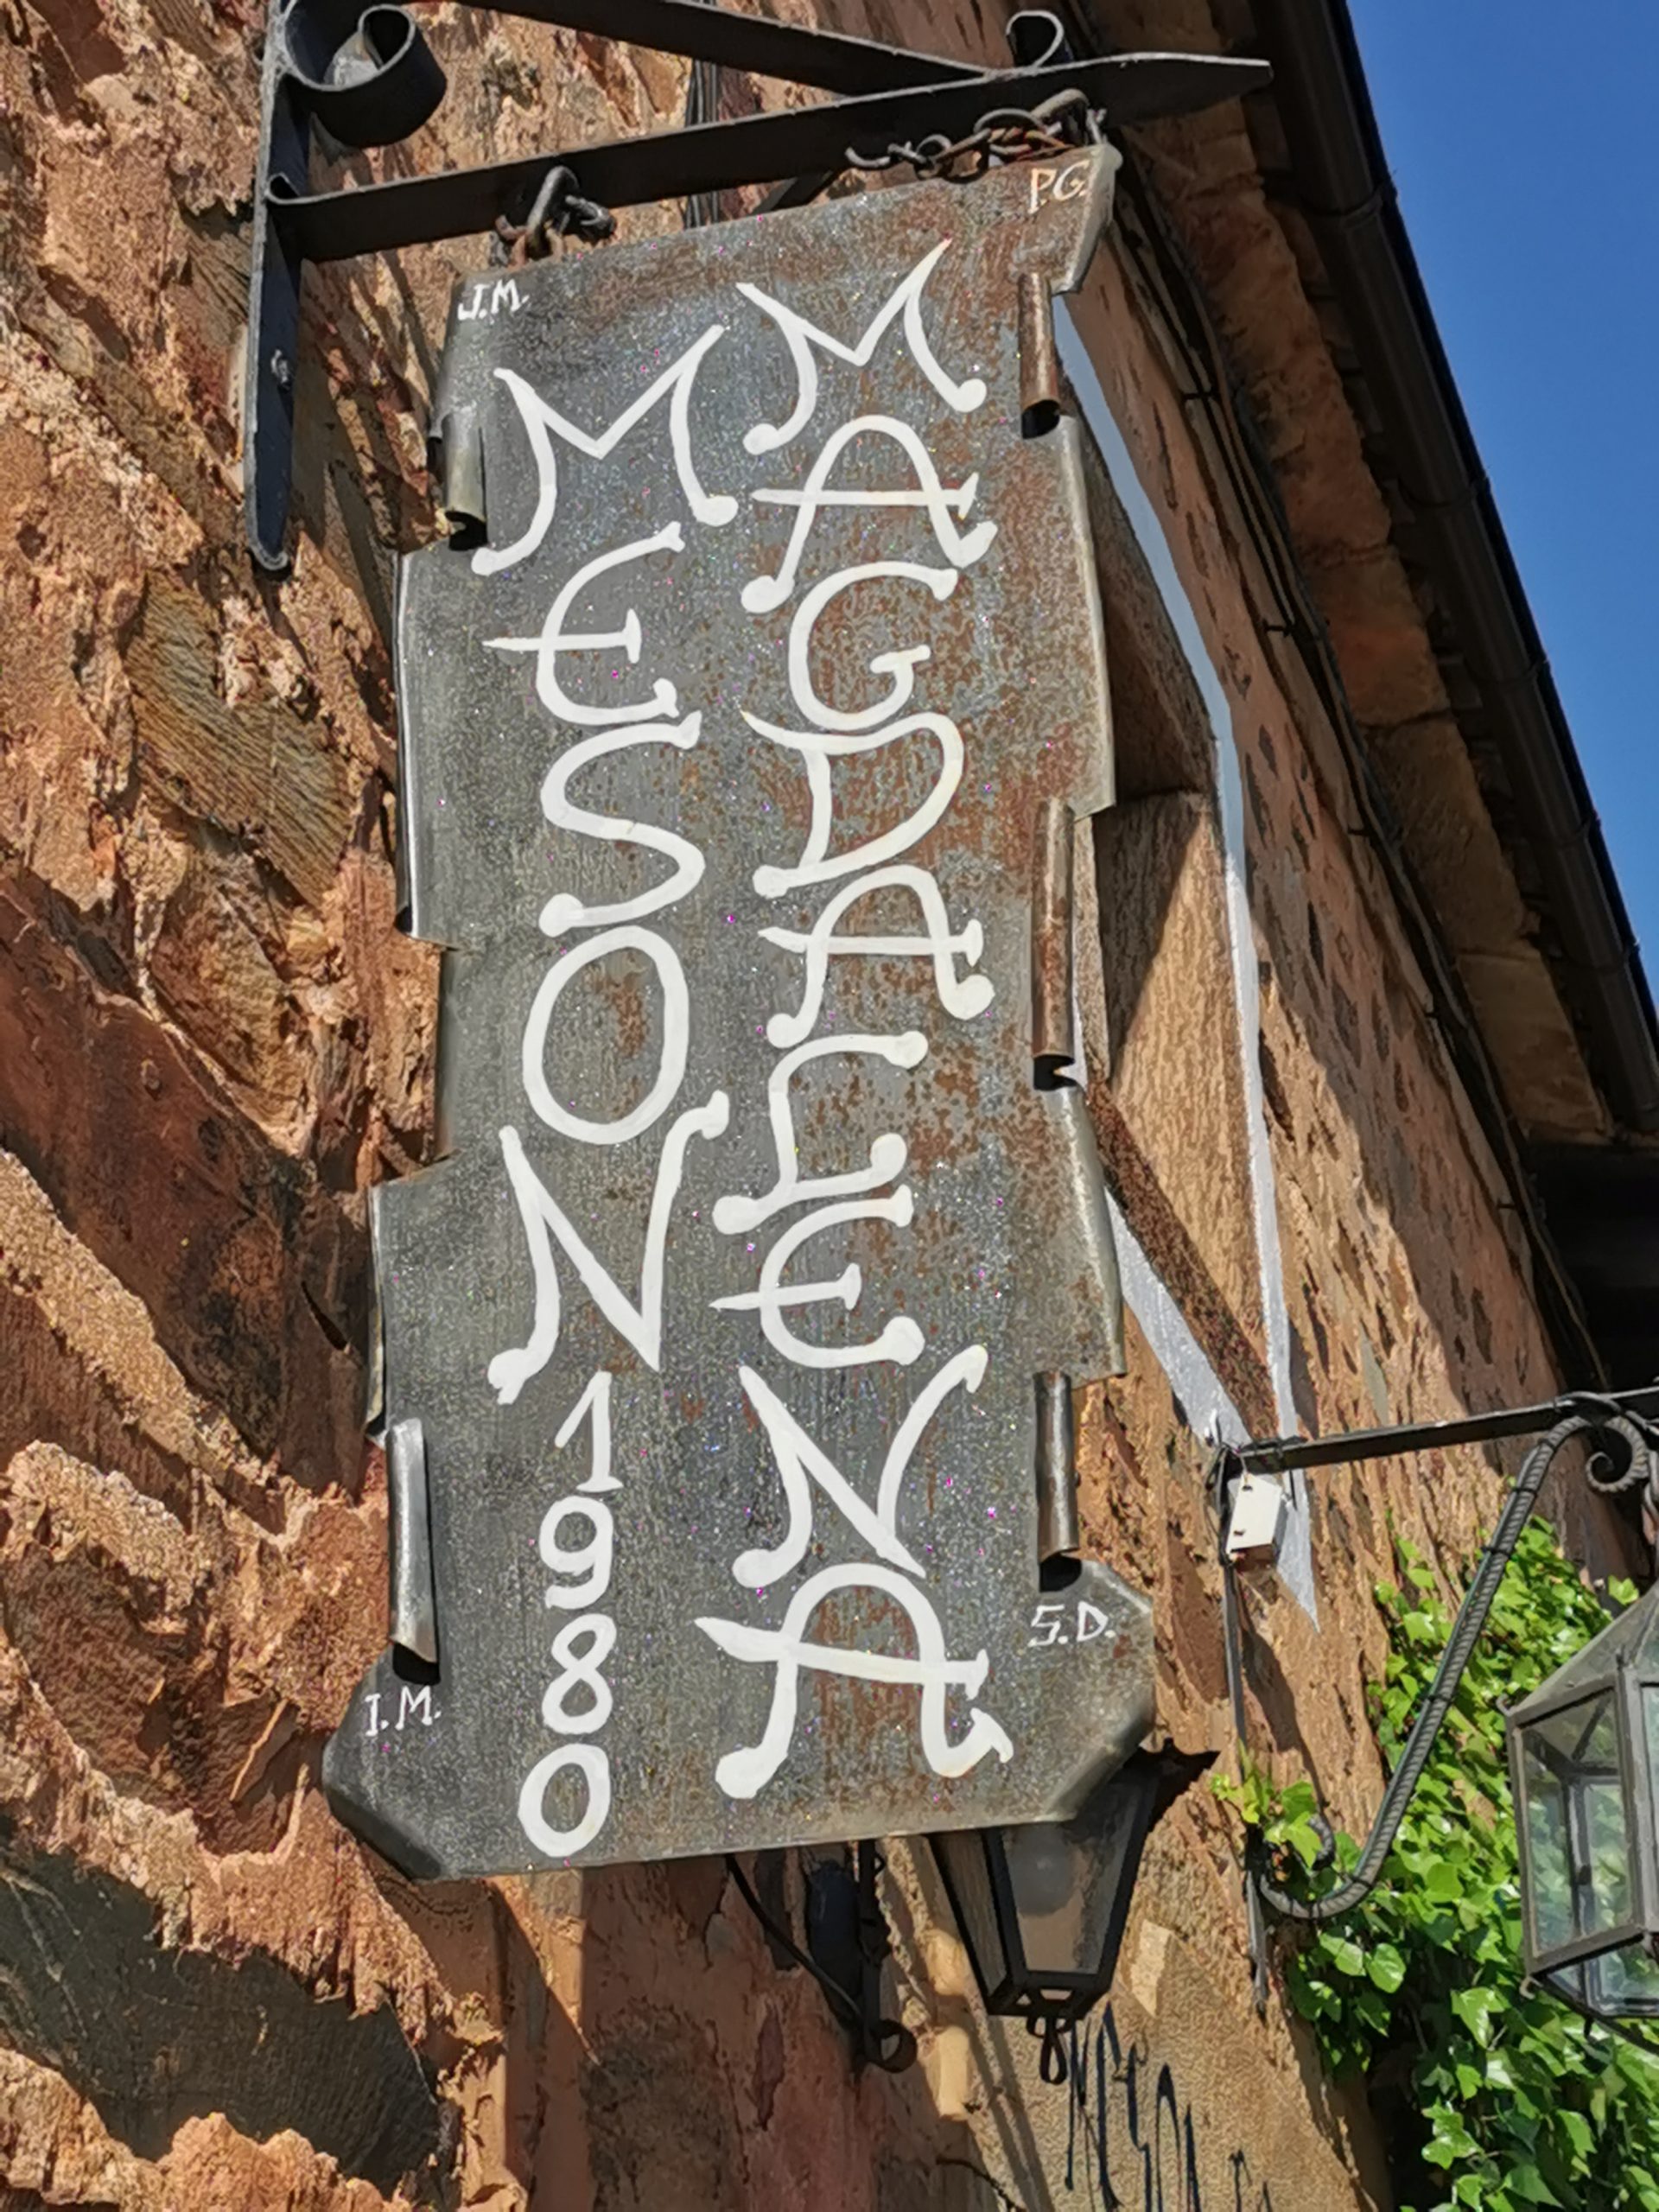 J.M.
P.G.
MESON 1980
MAGDALENA
I.M.
S.D.